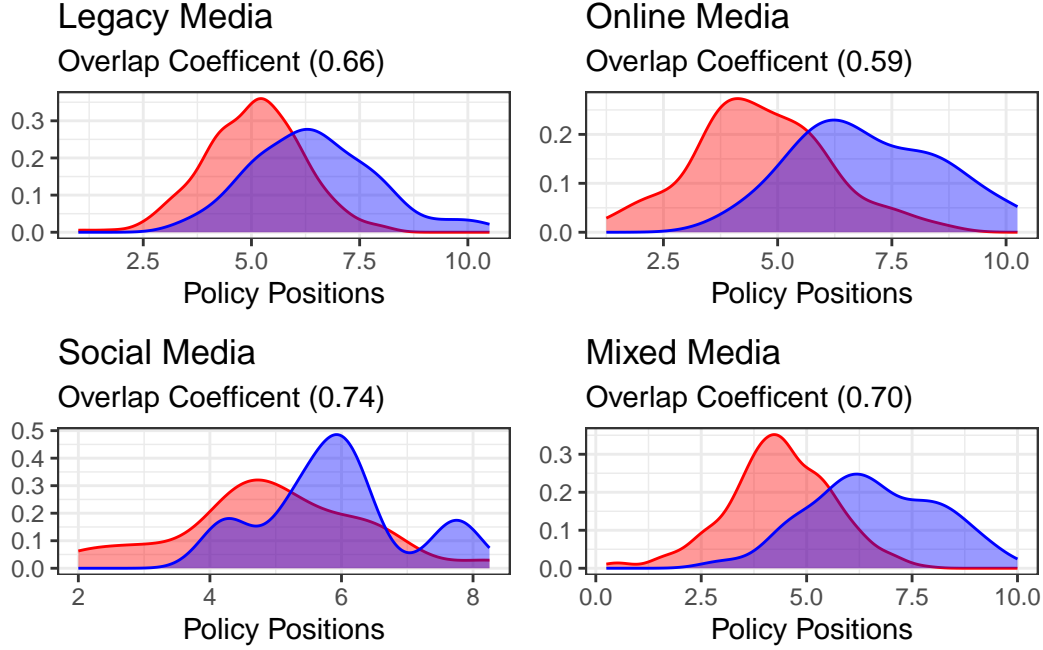 Legacy Media
Overlap Coefficent (0.66)
0.3
0.2
0.1
0.0
2.5 5.0 7.5 10.0
Policy Positions
Online Media
Overlap Coefficent (0.59)
0.2
0.1
0.0
2.5 5.0 7.5 10.0
Policy Positions
Social Media
Overlap Coefficent (0.74)
0.5
0.4
0.3
0.2
0.1
0.0
2 4 6 8
Policy Positions
Mixed Media
Overlap Coefficent (0.70)
0.3
0.2
0.1
0.0
0.0 2.5 5.0 7.5 10.0
Policy Positions